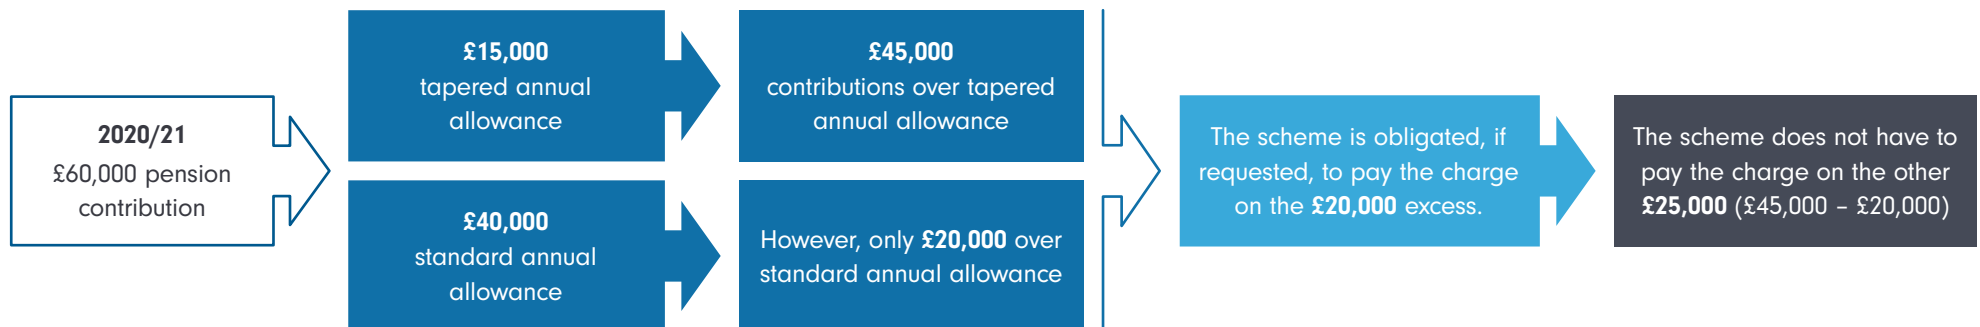 2020/21
£60,000 pension
contribution
£15,000
tapered annual
allowance
£45,000
contributions over tapered
annual allowance
£40,000
standard annual
allowance
However, only £20,000 over
standard annual allowance
The scheme is obligated, if
requested, to pay the charge
on the £20,000 excess.
The scheme does not have to
pay the charge on the other
£25,000 (£45,000 – £20,000)